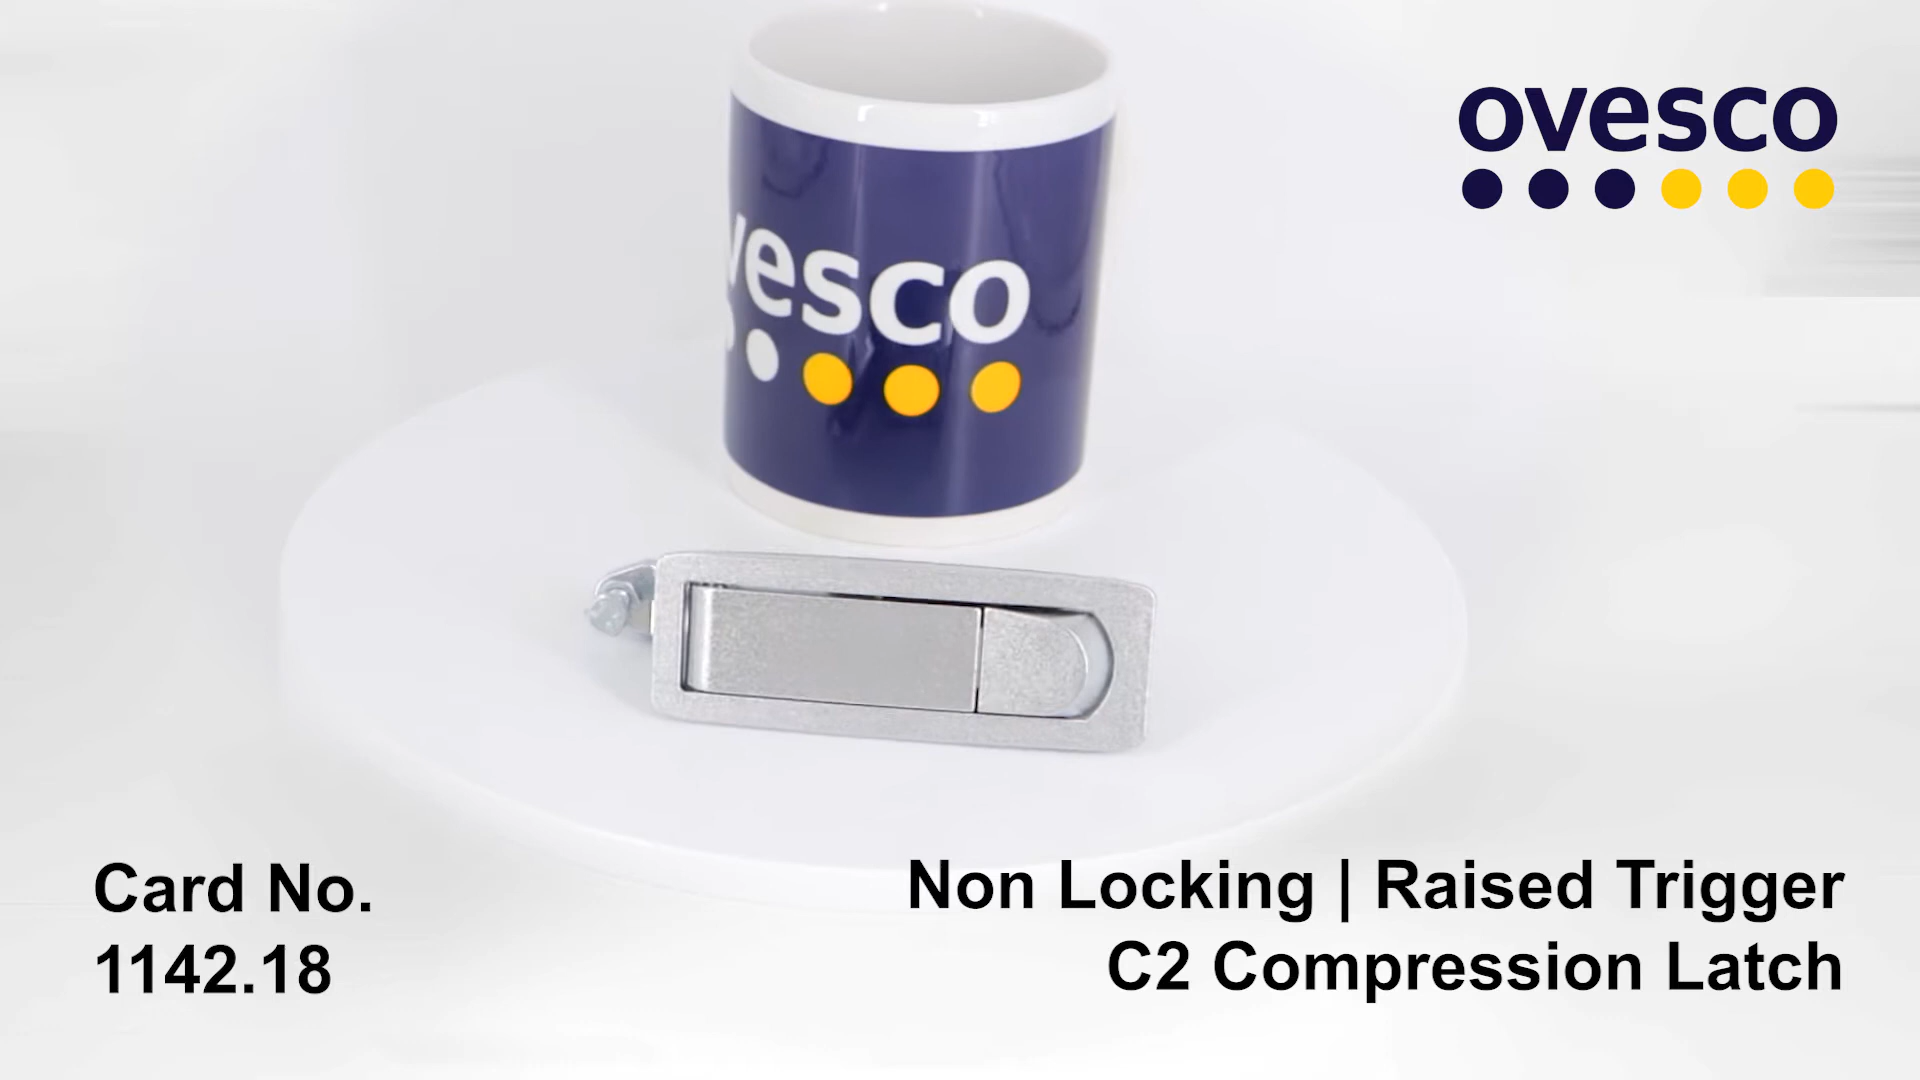 ovesco
vesco
Card No.
1142.18
Non Locking | Raised Trigger
C2 Compression Latch